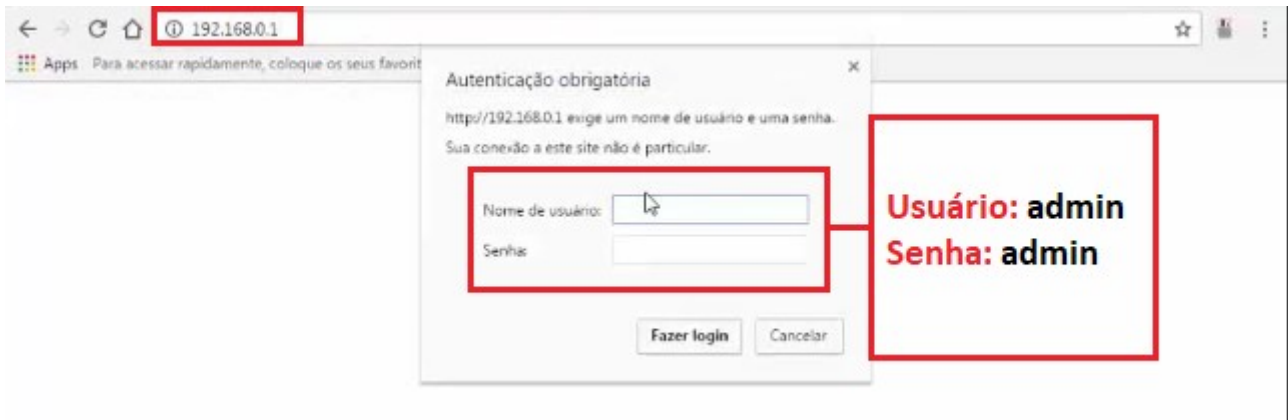 192.168.0.1
Apps Para acessar rapidamente, coloque os seus favorit
Autenticação obrigatória
http://192.168.0.1 exige um nome de usuário e uma senha.
Sua conexão a este site não é particular.
Nome de usuário:
Senha:
Usuário: admin
Senha: admin
Fazer login Cancelar